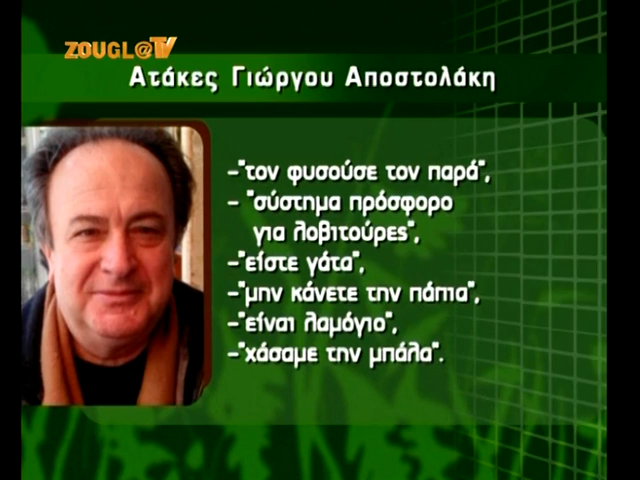 ZOUGL@TV
Ατάκες Γιώργου Αποστολάκη
-"τον φυσούσε τον παρά",
- "σύστημα πρόσφορο
για λοβιτούρες",
-"είστε γάτα",
-"μην κάνετε την πάπια",
-"είναι λαμόγιο",
-"χάσαμε την μπάλα".